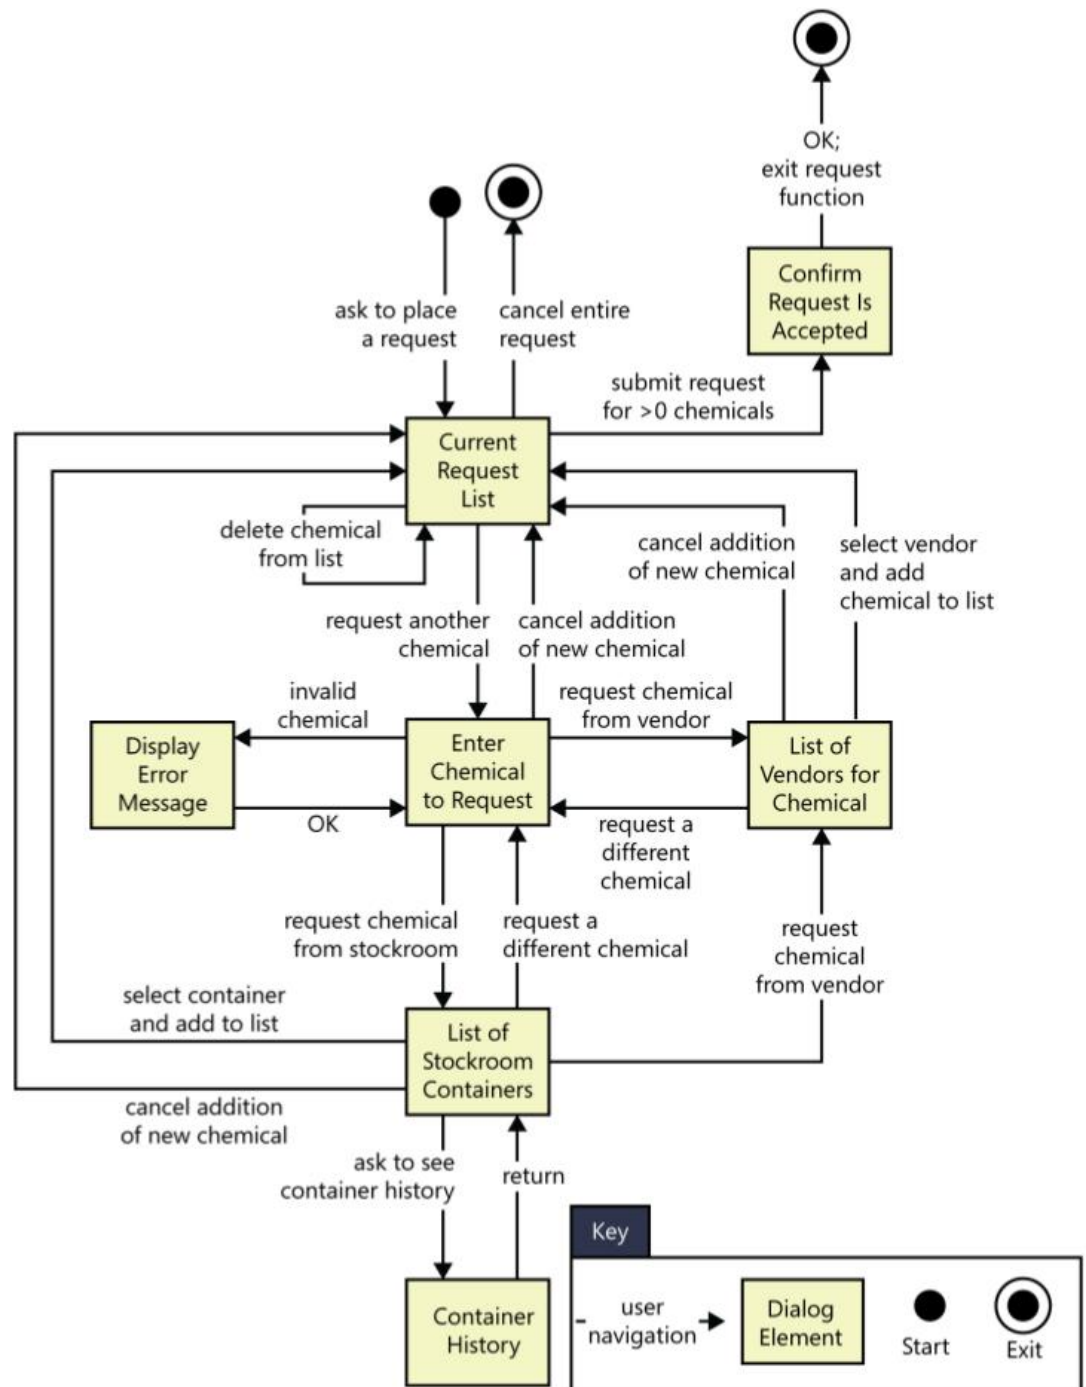 OK;
exit request
function
Confirm
Request Is
Accepted
ask to place
a request
cancel entire
request
submit request
for >0 chemicals
Current
Request
List
delete chemical
from list
cancel addition
of new chemical
select vendor
and add
chemical to list
request another
chemical
cancel addition
of new chemical
invalid
chemical
request chemical
from vendor
Display
Error
Message
Enter
Chemical
to Request
List of
Vendors for
Chemical
OK
request a
different
chemical
request chemical
from stockroom
request a
different chemical
request
chemical
from vendor
select container
and add to list
List of
Stockroom
Containers
cancel addition
of new chemical
ask to see
container history
return
Container
History
Key
user
navigation
Dialog
Element
Start
Exit